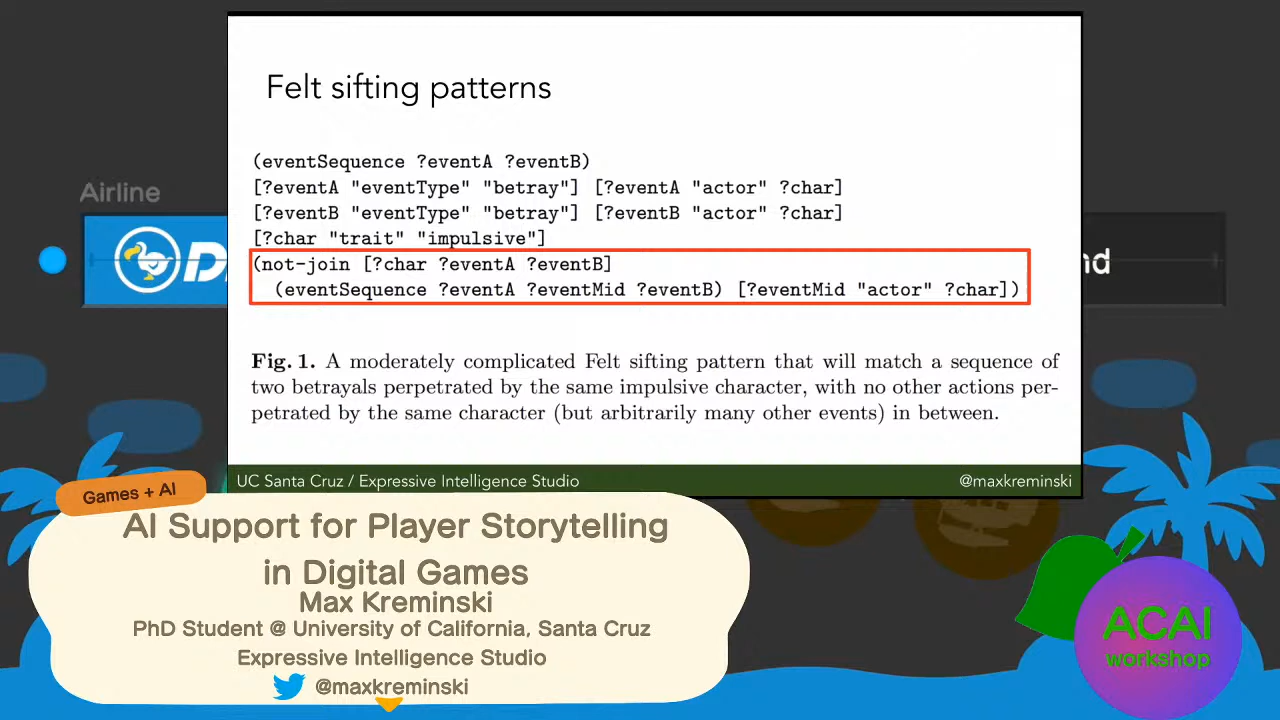 Felt sifting patterns
(eventSequence ?eventA ?eventB)
[?eventA "eventType" "betray"] [?eventA "actor" ?char]
[?eventB "eventType" "betray"] [?eventB "actor" ?char]
[?char "trait" "impulsive"]
(not-join [?char ?eventA ?eventB]
(eventSequence ?eventA ?eventMid ?eventB) [?eventMid "actor" ?char])
Fig. 1. A moderately complicated Felt sifting pattern that will match a sequence of
two betrayals perpetrated by the same impulsive character, with no other actions per-
petrated by the same character (but arbitrarily many other events) in between.
UC Santa Cruz / Expressive Intelligence Studio
@maxkreminski
Airline
Games + AI
AI Support for Player Storytelling
in Digital Games
Max Kreminski
PhD Student @ University of California, Santa Cruz
Expressive Intelligence Studio
@maxkreminski
ACAI
workshop